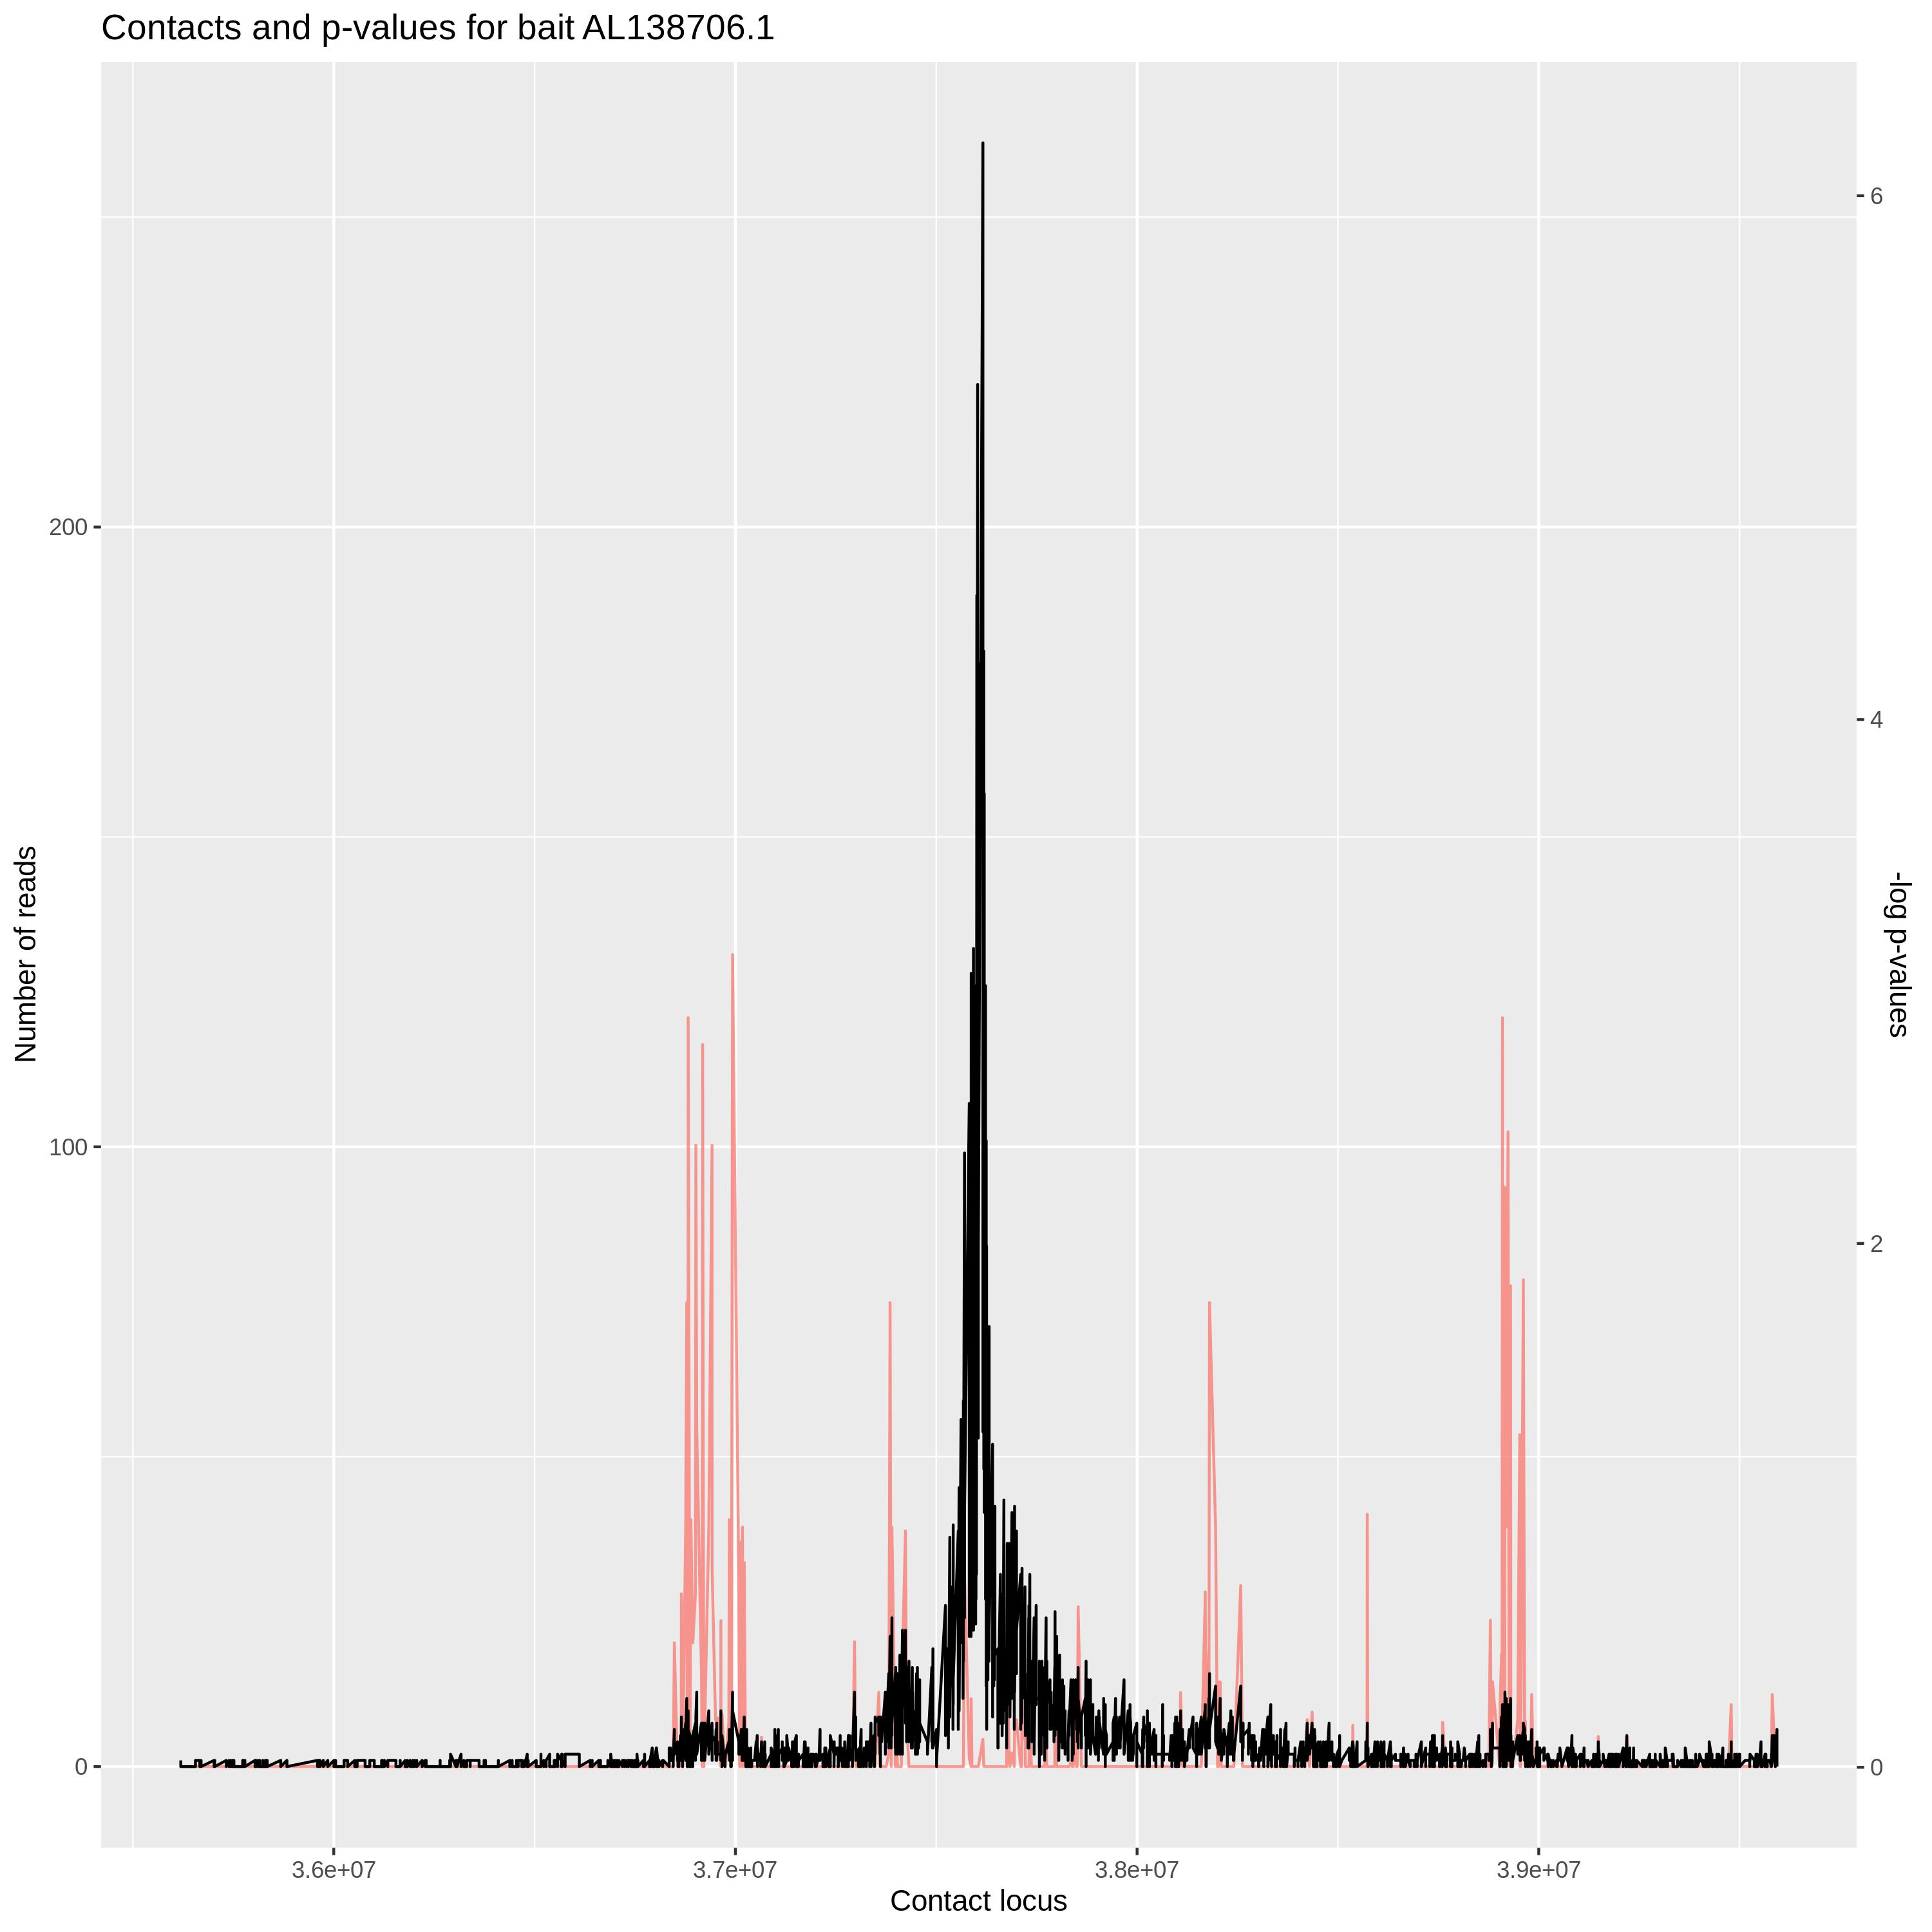 Contacts and p-values for bait AL138706.1
Number of reads
200
100
0
6
4
2
0
-log p-values
3.6e+07
3.7e+07
3.8e+07
3.9e+07
Contact locus